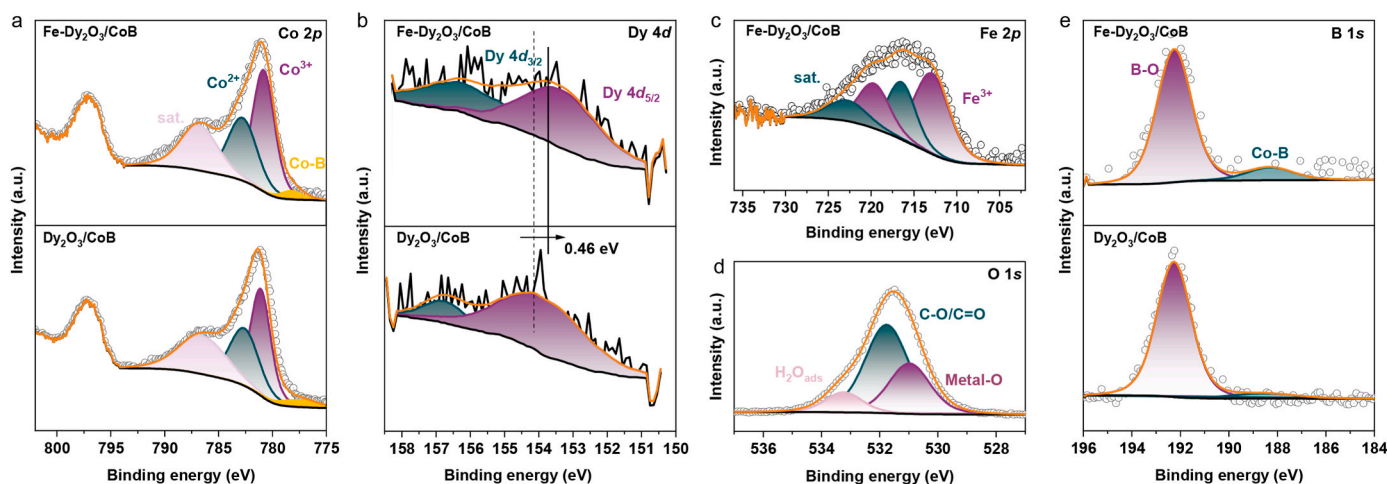 a
Fe-Dy₂O₃/CoB
Co 2p
Co²⁺
Co³⁺
sat.
Co-B
Dy₂O₃/CoB
Intensity (a.u.)
Intensity (a.u.)
800 795 790 785 780 775
Binding energy (eV)
b
Fe-Dy₂O₃/CoB
Dy 4d
Dy 4d₃/₂
Dy 4d₅/₂
Dy₂O₃/CoB
0.46 eV
Intensity (a.u.)
Intensity (a.u.)
158 157 156 155 154 153 152 151 150
Binding energy (eV)
c
Fe-Dy₂O₃/CoB
Fe 2p
sat.
Fe³⁺
Intensity (a.u.)
735 730 725 720 715 710 705
Binding energy (eV)
d
O 1s
C-O/C=O
H₂Oads
Metal-O
Intensity (a.u.)
536 534 532 530 528
Binding energy (eV)
e
Fe-Dy₂O₃/CoB
B 1s
B-O
Co-B
Dy₂O₃/CoB
Intensity (a.u.)
Intensity (a.u.)
196 194 192 190 188 186 184
Binding energy (eV)